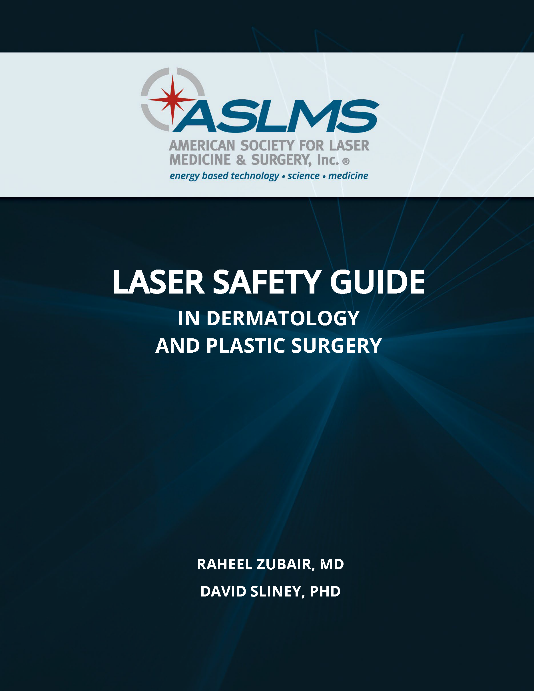 ASLMS
AMERICAN SOCIETY FOR LASER
MEDICINE & SURGERY, Inc. ®
energy based technology • science • medicine
LASER SAFETY GUIDE
IN DERMATOLOGY
AND PLASTIC SURGERY
RAHEEL ZUBAIR, MD
DAVID SLINEY, PHD